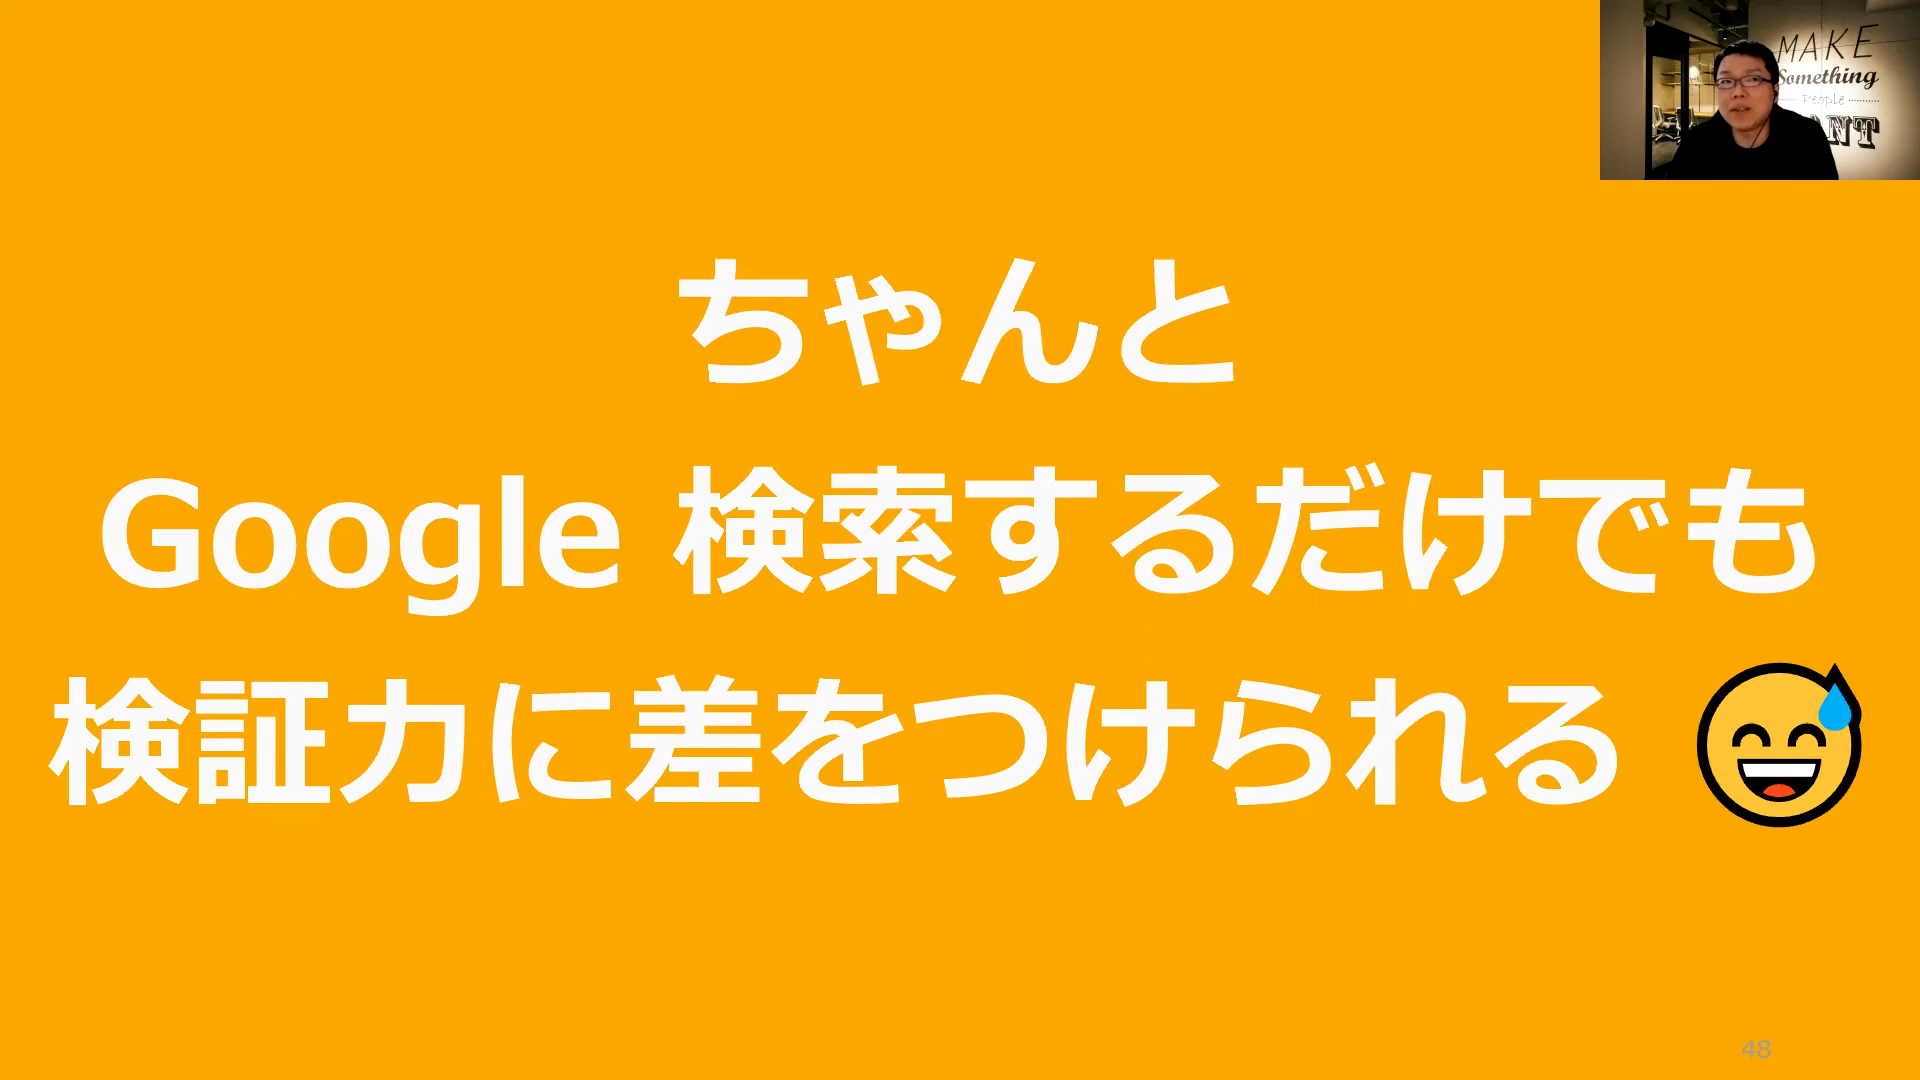 MAKE
Something
People
ANT
ちゃんと
Google 検索するだけでも
検証力に差をつけられる 😅
48